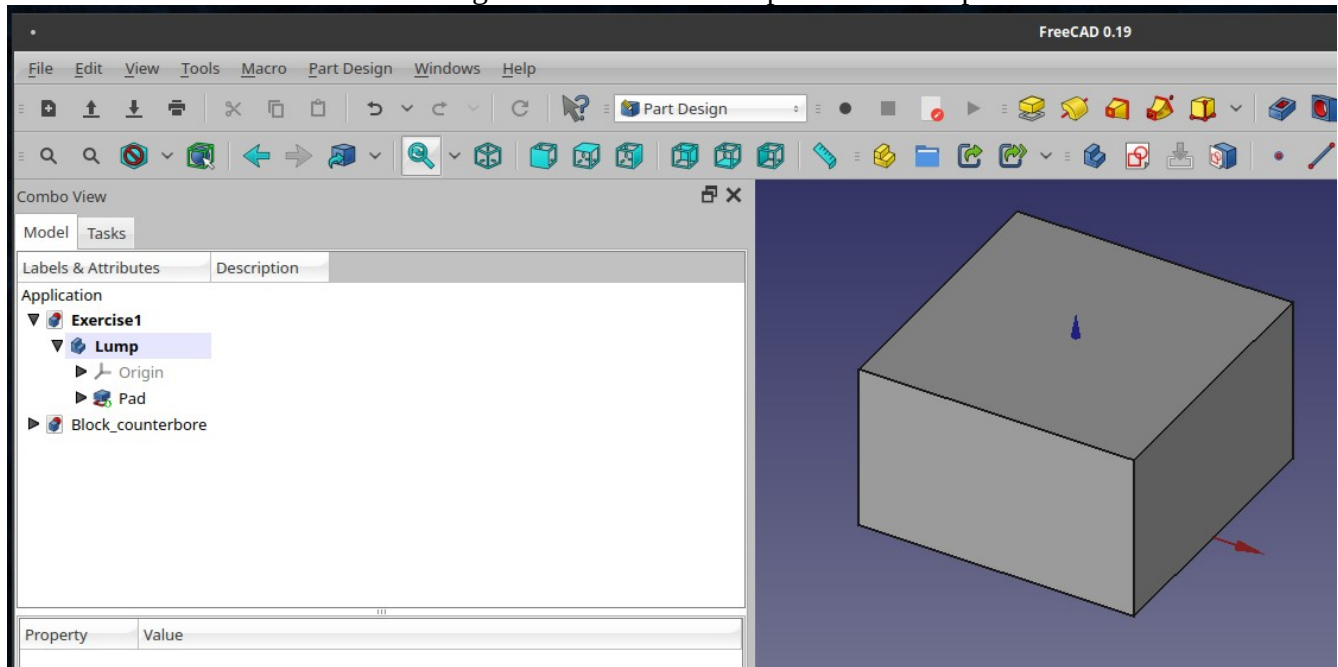 FreeCAD 0.19
File Edit View Tools Macro Part Design Windows Help
Part Design
Combo View
Model Tasks
Labels & Attributes Description
Application
Exercise1
Lump
Origin
Pad
Block_counterbore
Property Value